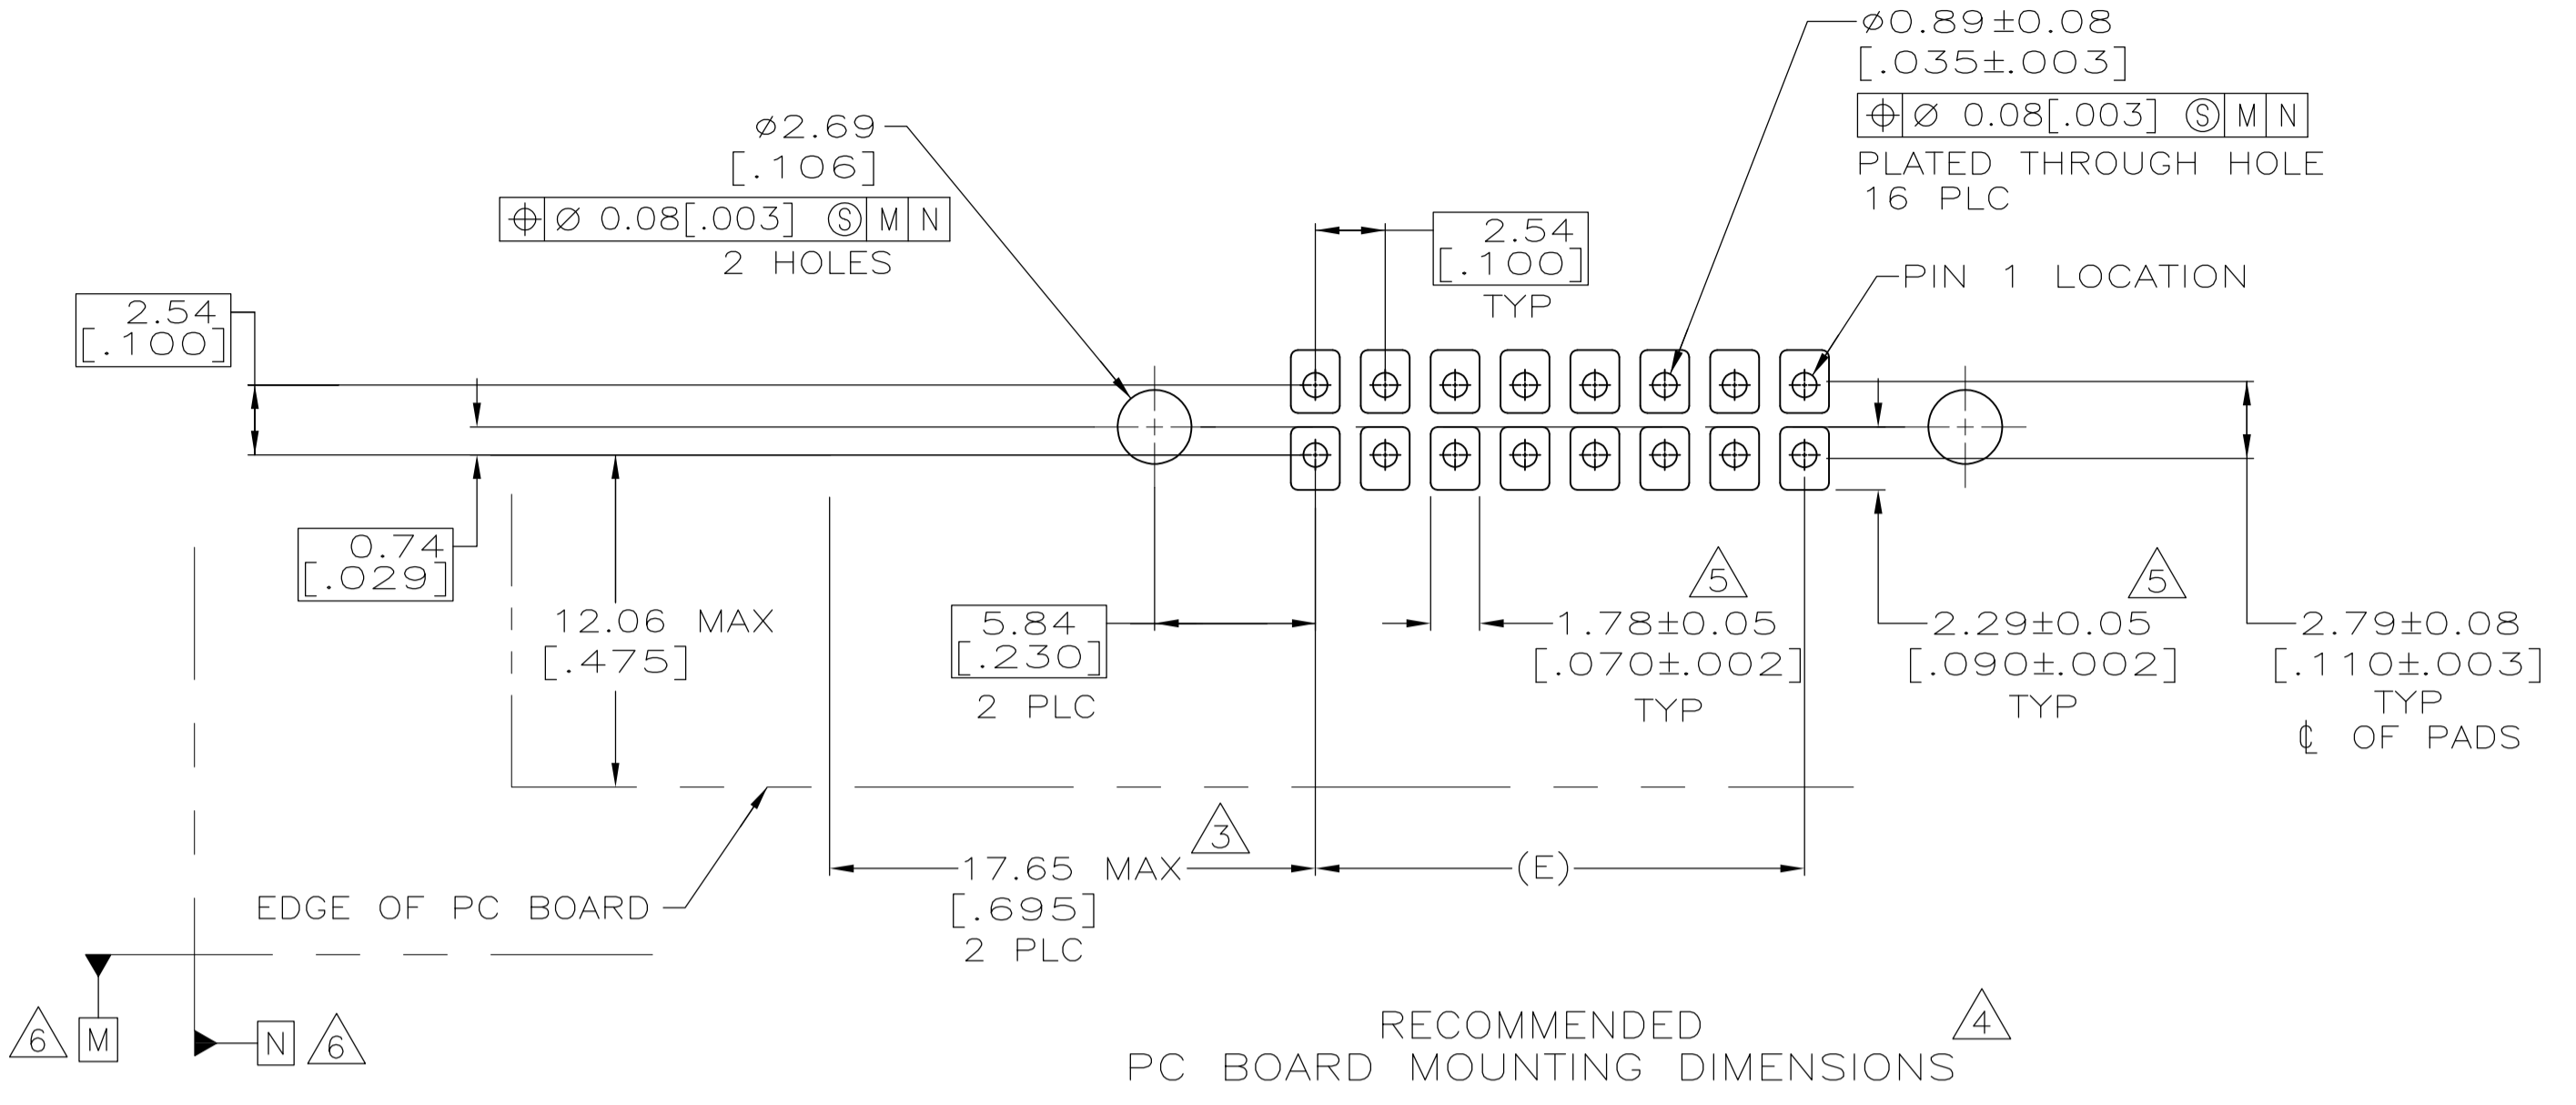 ⌀0.89±0.08
[.035±.003]
⌖ ⌀ 0.08[.003] Ⓢ M N
PLATED THROUGH HOLE
16 PLC
⌀2.69
[.106]
⌖ ⌀ 0.08[.003] Ⓢ M N
2 HOLES
2.54
[.100]
TYP
PIN 1 LOCATION
2.54
[.100]
0.74
[.029]
12.06 MAX
[.475]
5.84
[.230]
2 PLC
5
1.78±0.05
[.070±.002]
TYP
5
2.29±0.05
[.090±.002]
TYP
2.79±0.08
[.110±.003]
TYP
℄ OF PADS
3
17.65 MAX
[.695]
2 PLC
(E)
EDGE OF PC BOARD
6 M
N 6
RECOMMENDED 4
PC BOARD MOUNTING DIMENSIONS